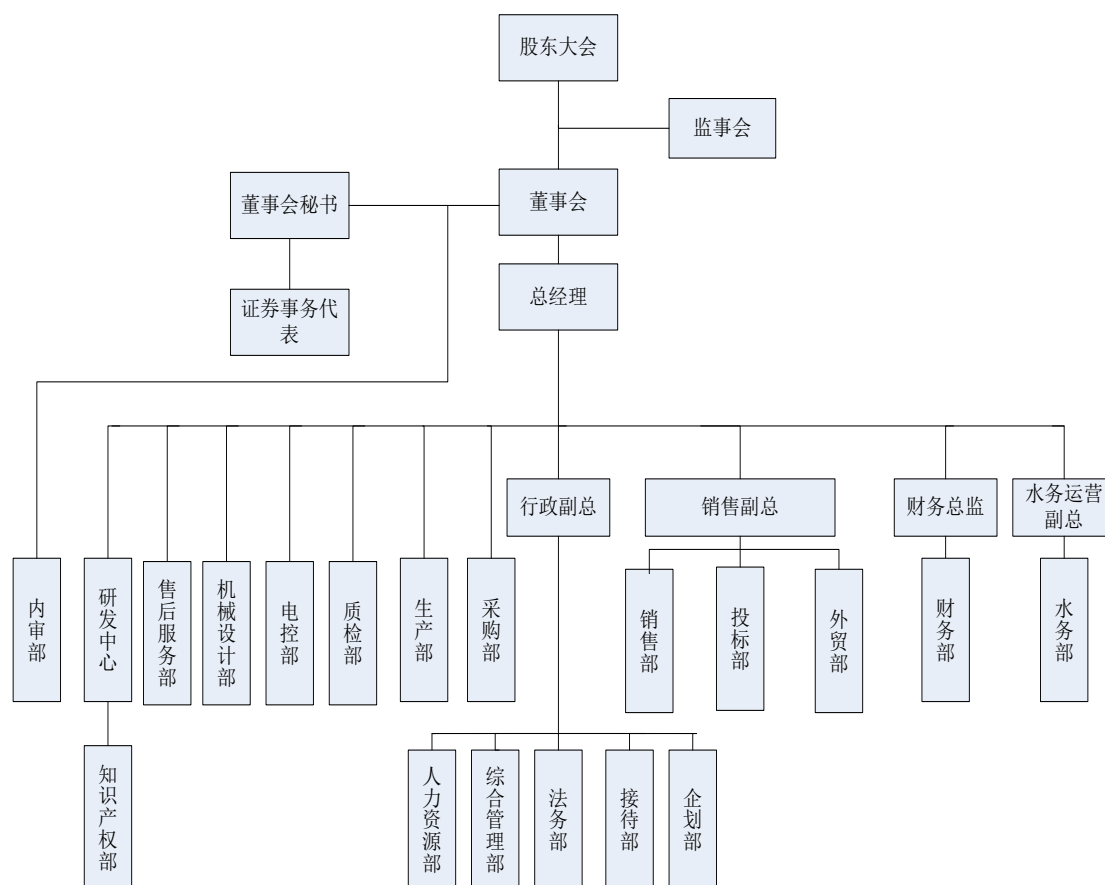 股东大会
监事会
董事会秘书
董事会
证券事务代
表
总经理
行政副总
销售副总
财务总监
水务运营
副总
内审部
研发中心
售后服务部
机械设计部
电控部
质检部
生产部
采购部
销售部
投标部
外贸部
财务部
水务部
知识产权部
人力资源部
综合管理部
法务部
接待部
企划部